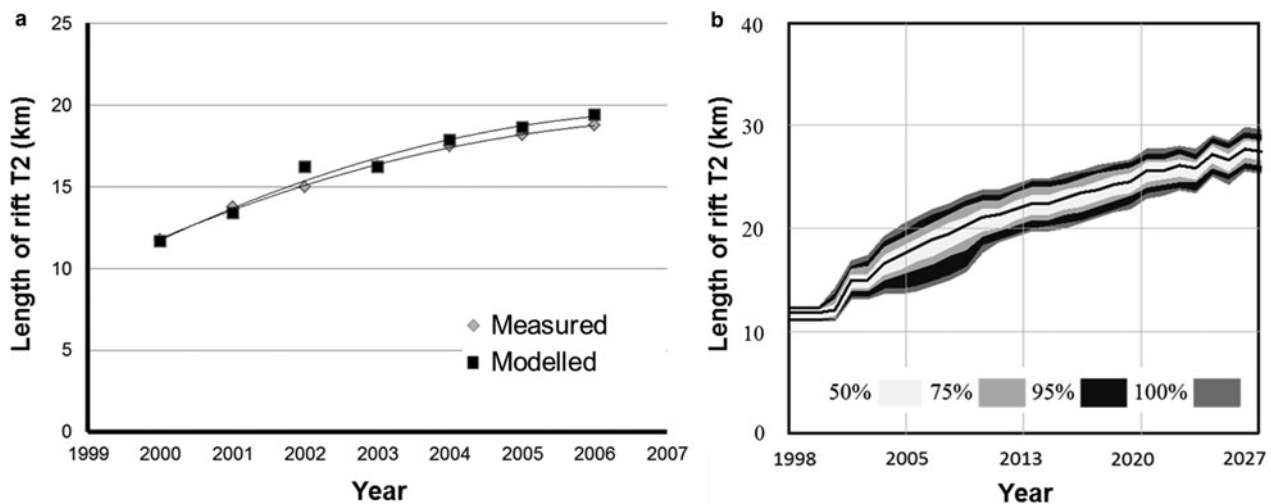 a
25
20
15
10
5
0
Length of rift T2 (km)
1999 2000 2001 2002 2003 2004 2005 2006 2007
Year
Measured
Modelled
b
40
30
20
10
0
Length of rift T2 (km)
50% 75% 95% 100%
1998 2005 2013 2020 2027
Year